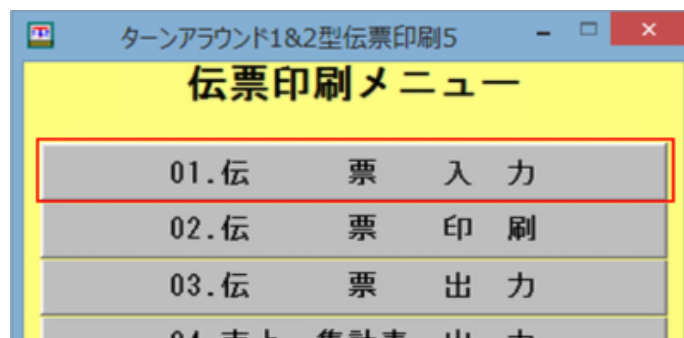 ターンアラウンド1&2型伝票印刷5
伝票印刷メニュー
01.伝 票 入 力
02.伝 票 印 刷
03.伝 票 出 力